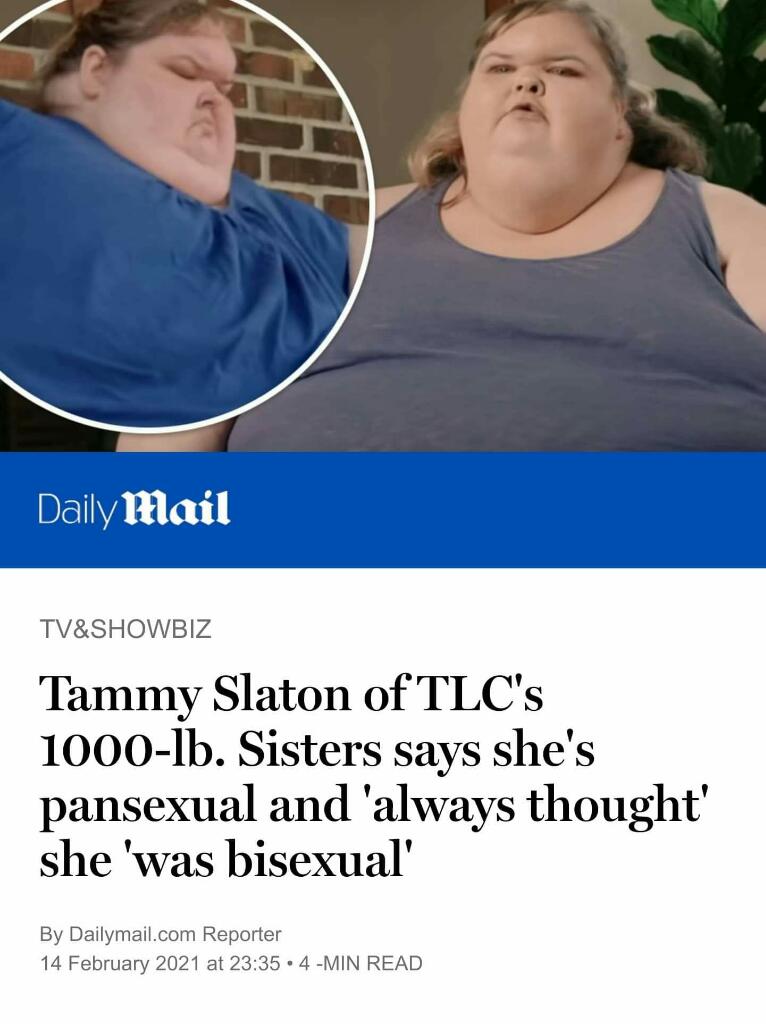 Daily Mail
TV&SHOWBIZ
Tammy Slaton of TLC's
1000-lb. Sisters says she's
pansexual and 'always thought'
she 'was bisexual'
By Dailymail.com Reporter
14 February 2021 at 23:35 • 4 -MIN READ